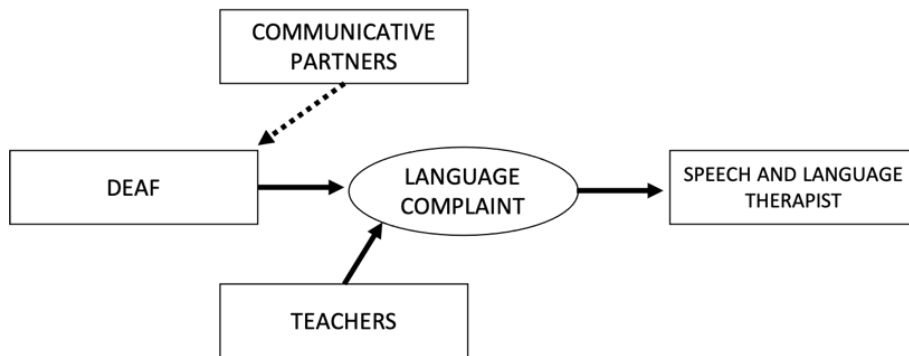 COMMUNICATIVE
PARTNERS
DEAF
LANGUAGE
COMPLAINT
SPEECH AND LANGUAGE
THERAPIST
TEACHERS